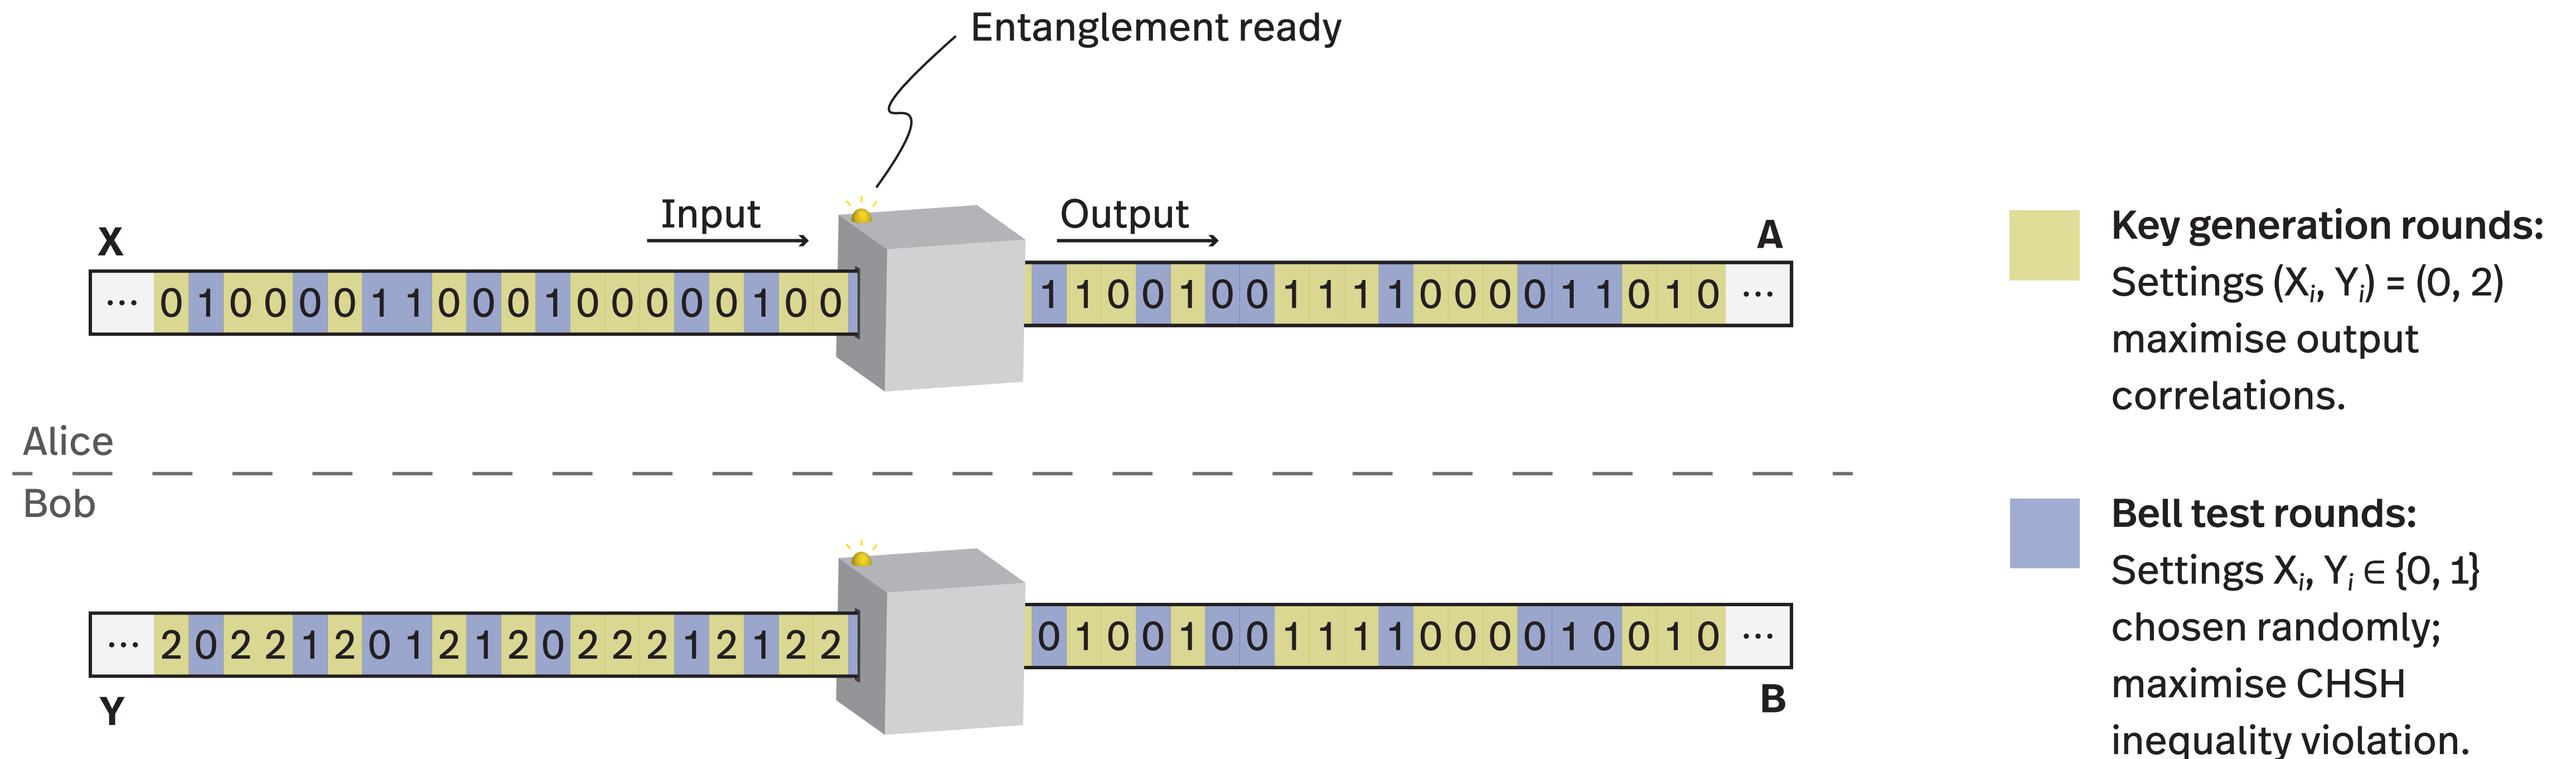 Entanglement ready
Input
Output
X
A
... 0 1 0 0 0 0 1 1 0 0 0 1 0 0 0 0 0 1 0 0
1 1 0 0 1 0 0 1 1 1 1 0 0 0 0 1 1 0 1 0 ...
Alice
Bob
... 2 0 2 2 1 2 0 1 2 1 2 0 2 2 2 1 2 1 2 2
0 1 0 0 1 0 0 1 1 1 1 0 0 0 0 1 0 0 1 0 ...
Y
B
Key generation rounds:
Settings (Xi, Yi) = (0, 2)
maximise output
correlations.
Bell test rounds:
Settings Xi, Yi ∈ {0, 1}
chosen randomly;
maximise CHSH
inequality violation.